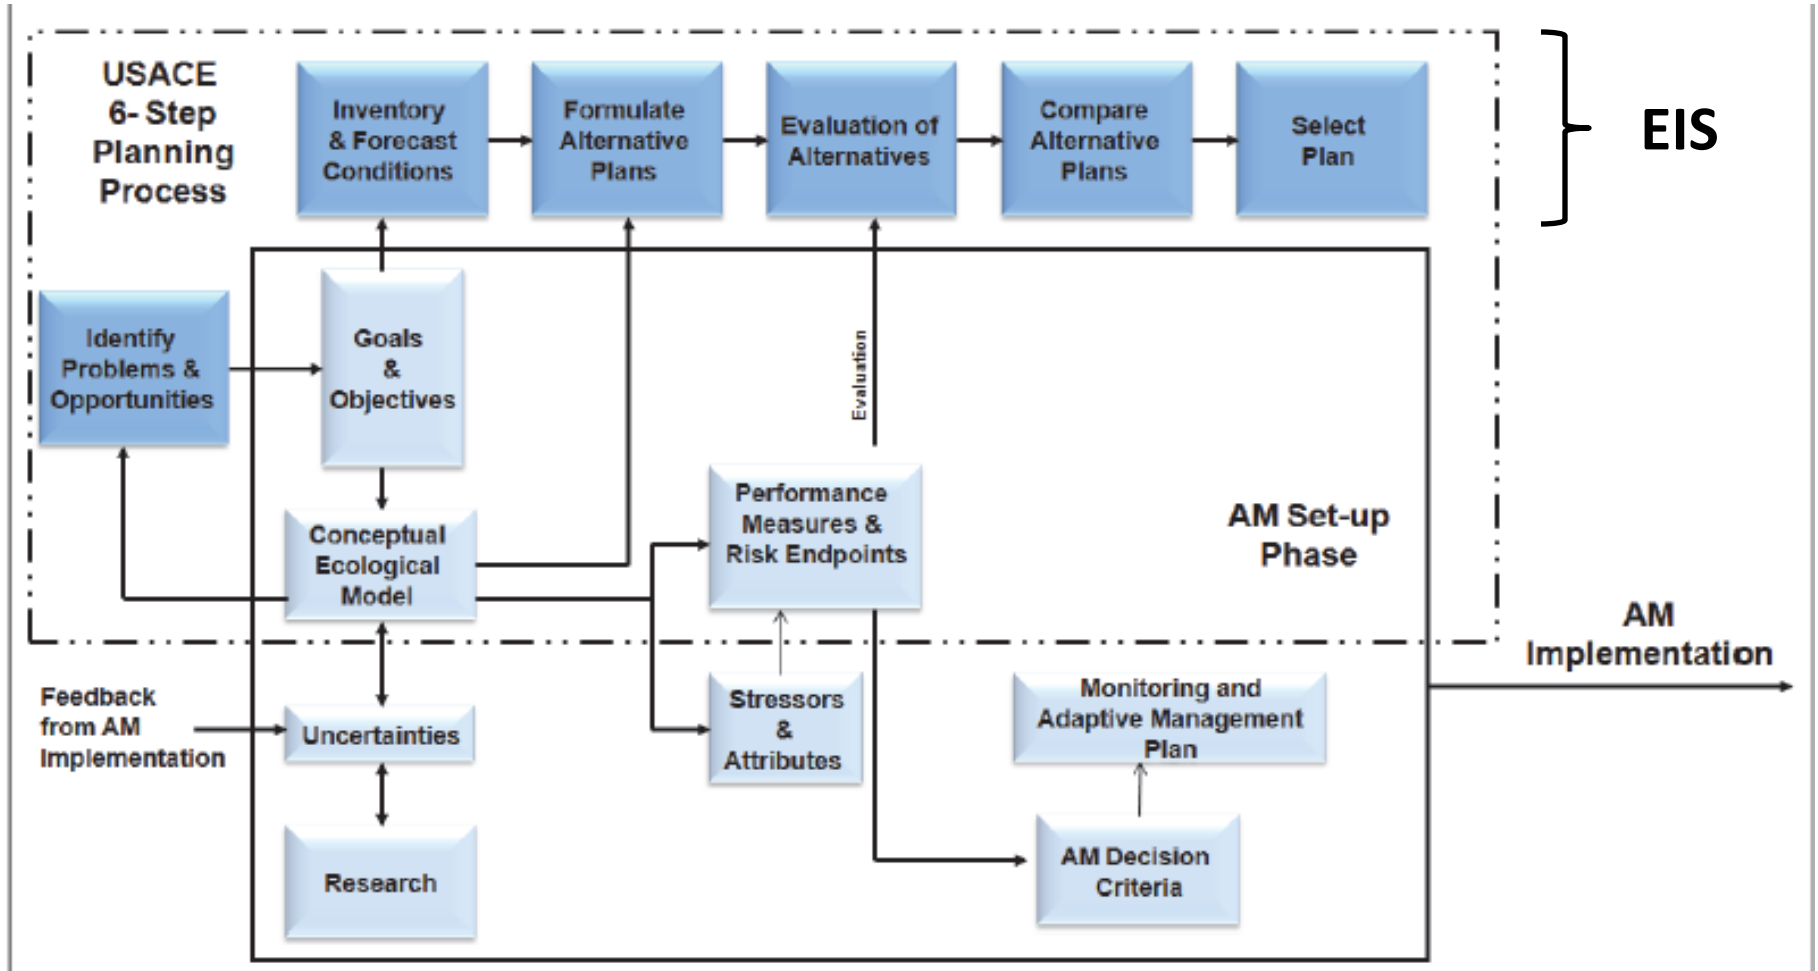 USACE
6- Step
Planning
Process
Inventory
& Forecast
Conditions
Formulate
Alternative
Plans
Evaluation of
Alternatives
Compare
Alternative
Plans
Select
Plan
EIS
Identify
Problems &
Opportunities
Goals
&
Objectives
Evaluation
Conceptual
Ecological
Model
Performance
Measures &
Risk Endpoints
AM Set-up
Phase
AM
Implementation
Feedback
from AM
Implementation
Uncertainties
Stressors
&
Attributes
Monitoring and
Adaptive Management
Plan
Research
AM Decision
Criteria